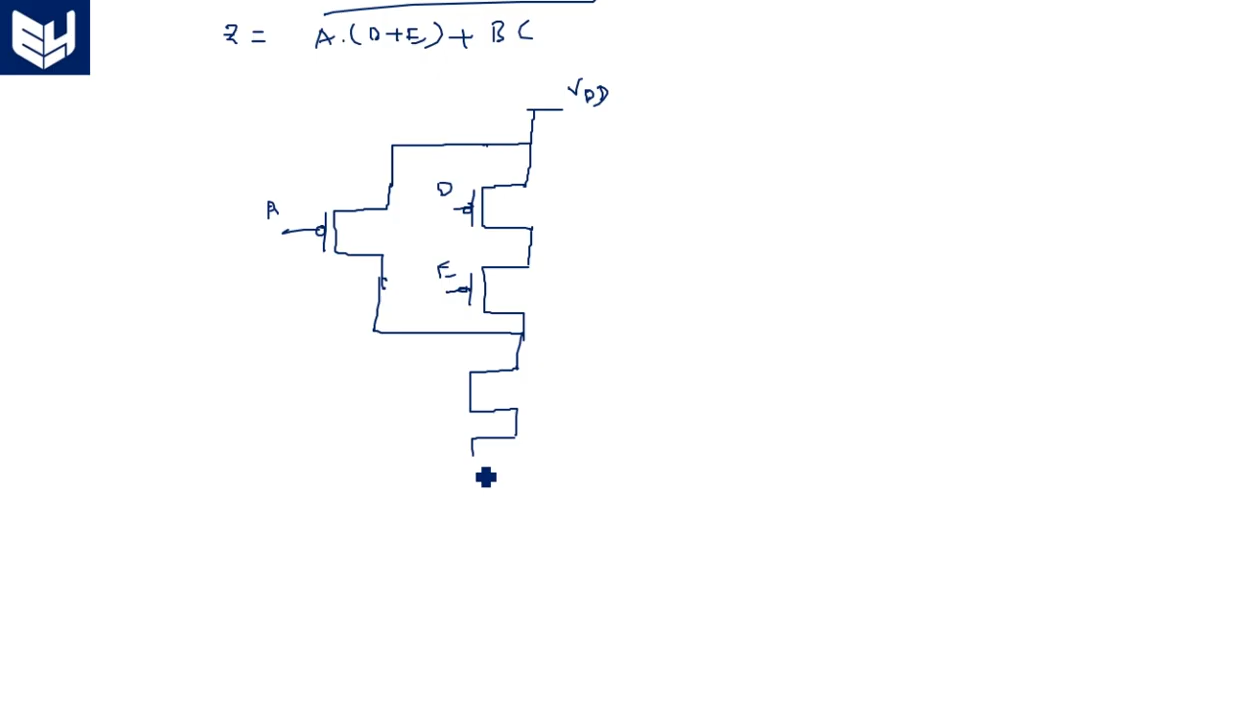 Z = A.(D+E)+ BC
VDD
D
A
E